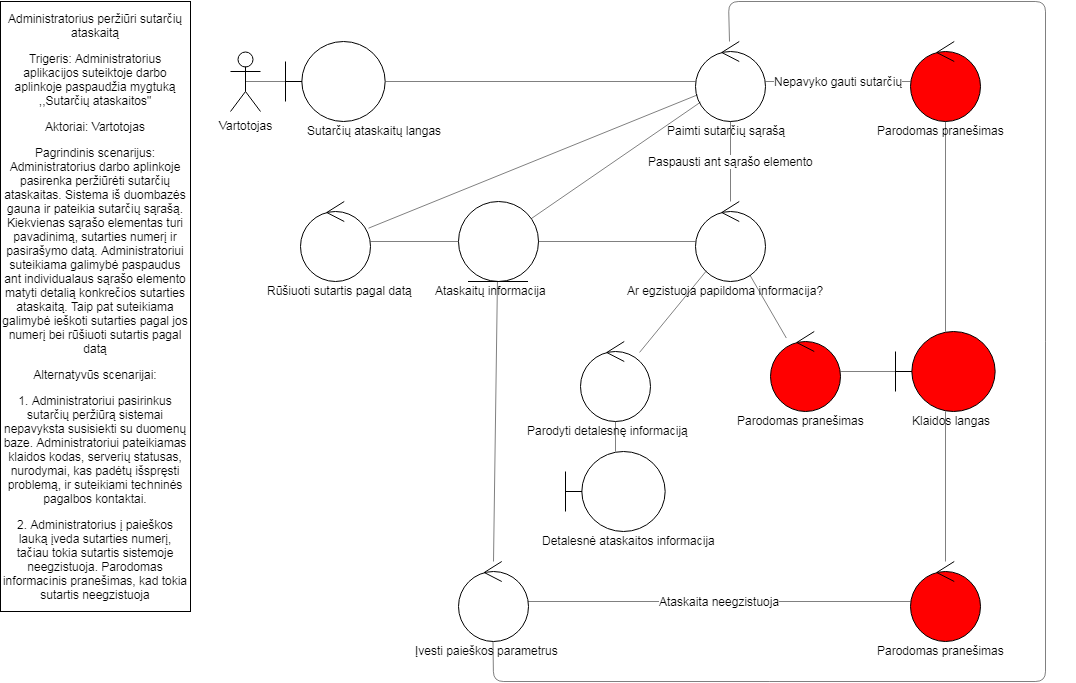 Administratorius peržiūri sutarčių
ataskaitą
Trigeris: Administratorius
aplikacijos suteiktoje darbo
aplinkoje paspaudžia mygtuką
,,Sutarčių ataskaitos"
Aktoriai: Vartotojas
Pagrindinis scenarijus:
Administratorius darbo aplinkoje
pasirenka peržiūrėti sutarčių
ataskaitas. Sistema iš duombazės
gauna ir pateikia sutarčių sąrašą.
Kiekvienas sąrašo elementas turi
pavadinimą, sutarties numerį ir
pasirašymo datą. Administratoriui
suteikiama galimybė paspaudus
ant individualaus sąrašo elemento
matyti detalią konkrečios sutarties
ataskaitą. Taip pat suteikiama
galimybė ieškoti sutarties pagal jos
numerį bei rūšiuoti sutartis pagal
datą
Alternatyvūs scenarijai:
1. Administratoriui pasirinkus
sutarčių peržiūrą sistemai
nepavyksta susisiekti su duomenų
baze. Administratoriui pateikiamas
klaidos kodas, serverių statusas,
nurodymai, kas padėtų išspręsti
problemą, ir suteikiami techninės
pagalbos kontaktai.
2. Administratorius į paieškos
lauką įveda sutarties numerį,
tačiau tokia sutartis sistemoje
neegzistuoja. Parodomas
informacinis pranešimas, kad tokia
sutartis neegzistuoja
Vartotojas
Sutarčių ataskaitų langas
Paimti sutarčių sąrašą
Nepavyko gauti sutarčių
Parodomas pranešimas
Paspausti ant sąrašo elemento
Rūšiuoti sutartis pagal datą
Ataskaitų informacija
Ar egzistuoja papildoma informacija?
Parodyti detalesnę informaciją
Parodomas pranešimas
Klaidos langas
Detalesnė ataskaitos informacija
Įvesti paieškos parametrus
Ataskaita neegzistuoja
Parodomas pranešimas